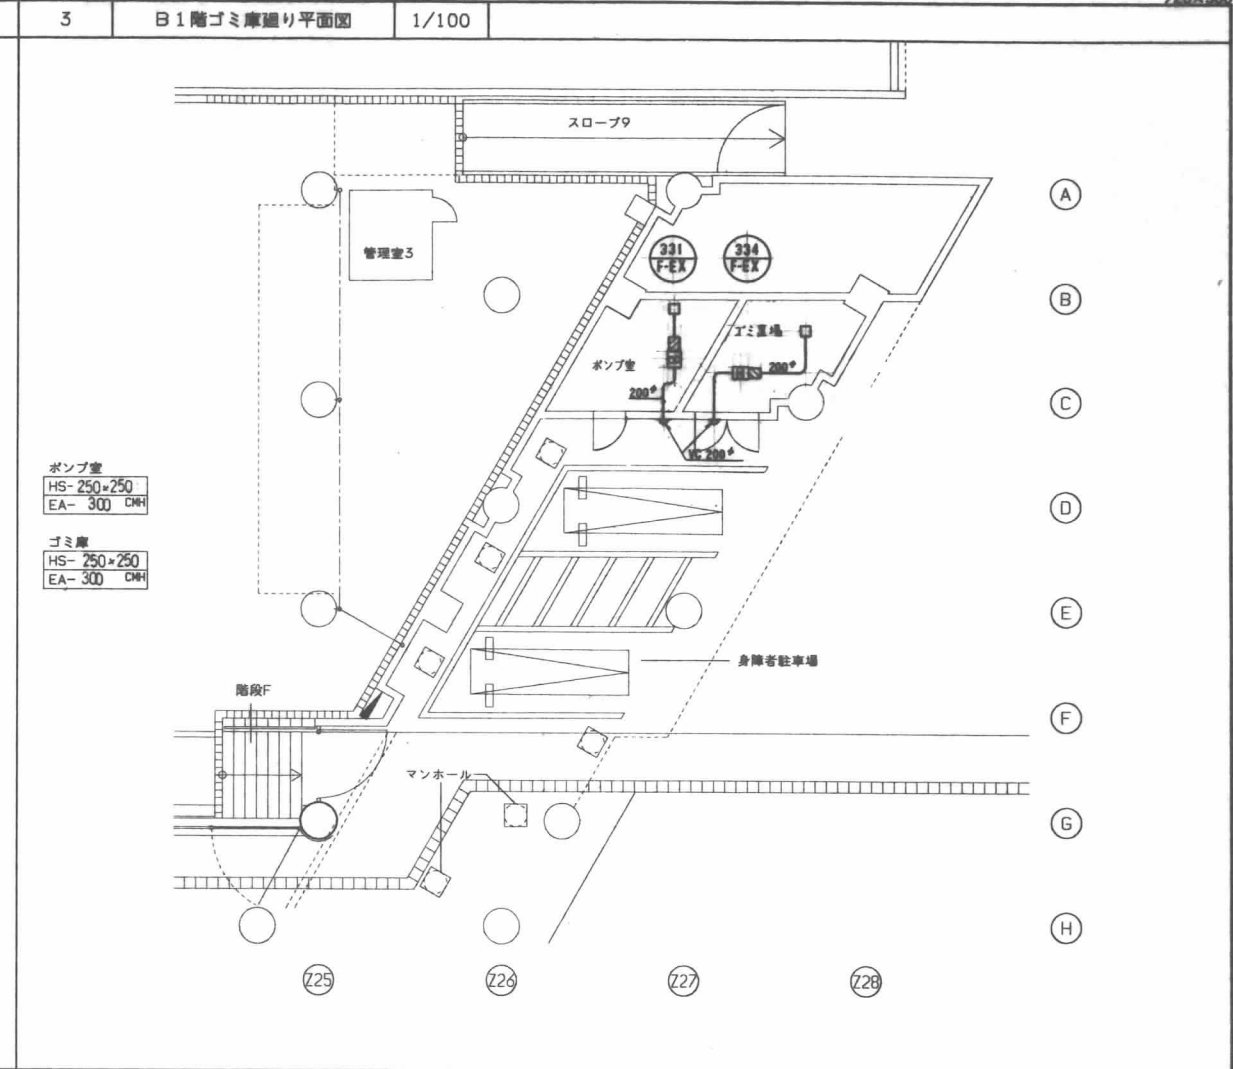 3 B1階ゴミ庫廻り平面図 1/100
スロープ9
A
管理室3
331
F-EX
334
F-EX
B
ゴミ置場
ポンプ室
200φ
200φ
C
VC 200φ
ポンプ室
HS- 250×250
EA- 300 CMH
D
ゴミ庫
HS- 250×250
EA- 300 CMH
E
身障者駐車場
階段F
F
マンホール
G
H
Z25 Z26 Z27 Z28